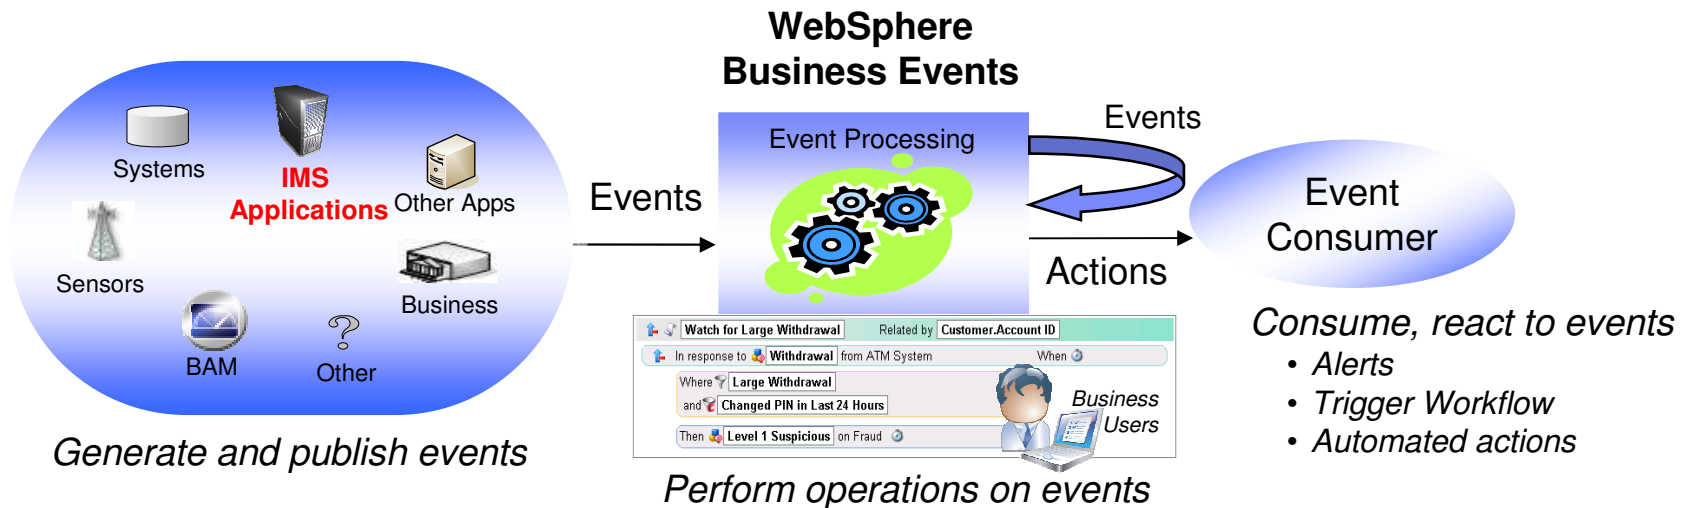 WebSphere
Business Events
Systems
IMS
Applications
Other Apps
Sensors
Business
BAM
?
Other
Generate and publish events
Events
Event Processing
Events
Actions
Watch for Large Withdrawal Related by Customer.Account ID
In response to Withdrawal from ATM System When
Where Large Withdrawal
and Changed PIN in Last 24 Hours
Then Level 1 Suspicious on Fraud
Business
Users
Perform operations on events
Event
Consumer
Consume, react to events
• Alerts
• Trigger Workflow
• Automated actions